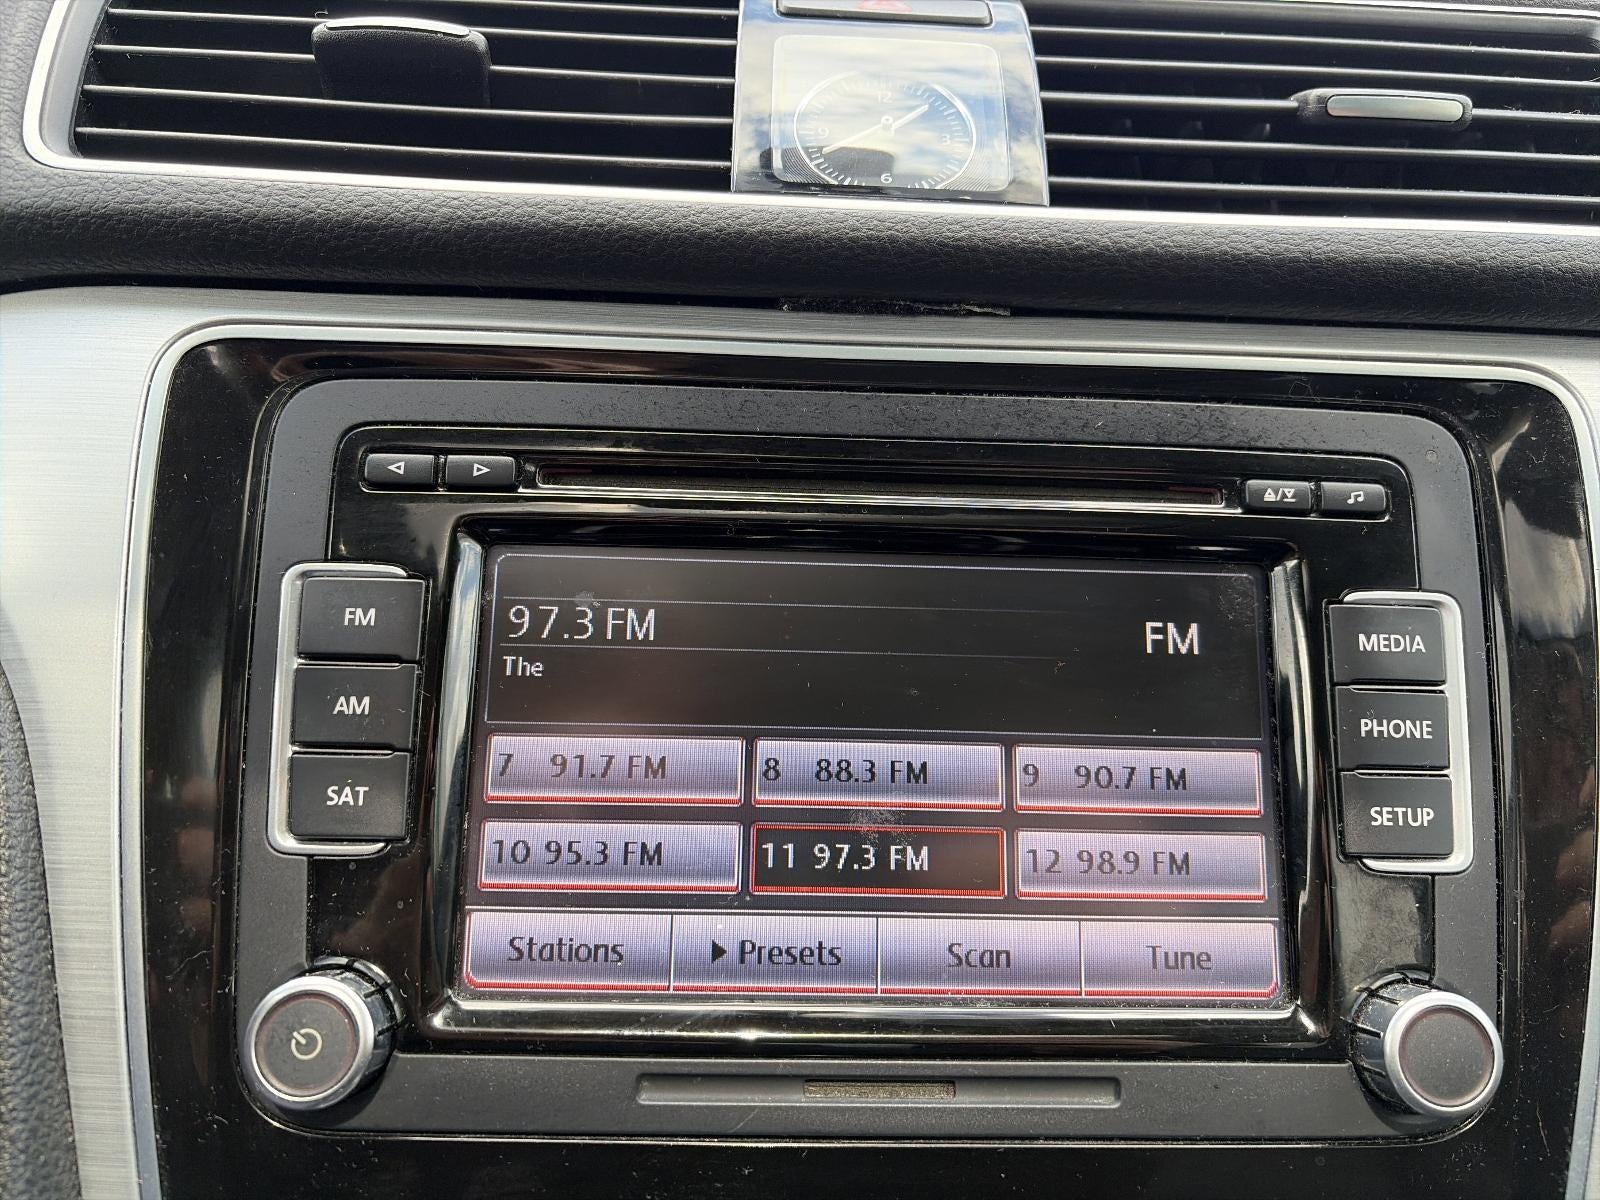 12
9
3
6
FM
AM
SAT
97.3 FM
FM
The
7 91.7 FM
8 88.3 FM
9 90.7 FM
10 95.3 FM
11 97.3 FM
12 98.9 FM
Stations
Presets
Scan
Tune
MEDIA
PHONE
SETUP